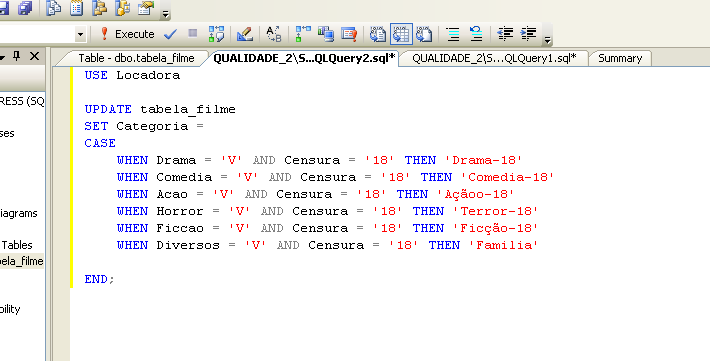 Execute
Table - dbo.tabela_filme
QUALIDADE_2\S...QLQuery2.sql*
QUALIDADE_2\S...QLQuery1.sql*
Summary
RESS (SQ
ses
iagrams
Tables
ela_filme
bility
USE Locadora
UPDATE tabela_filme
SET Categoria =
CASE
WHEN Drama = 'V' AND Censura = '18' THEN 'Drama-18'
WHEN Comedia = 'V' AND Censura = '18' THEN 'Comedia-18'
WHEN Acao = 'V' AND Censura = '18' THEN 'Açãoo-18'
WHEN Horror = 'V' AND Censura = '18' THEN 'Terror-18'
WHEN Ficcao = 'V' AND Censura = '18' THEN 'Ficção-18'
WHEN Diversos = 'V' AND Censura = '18' THEN 'Familia'
END;